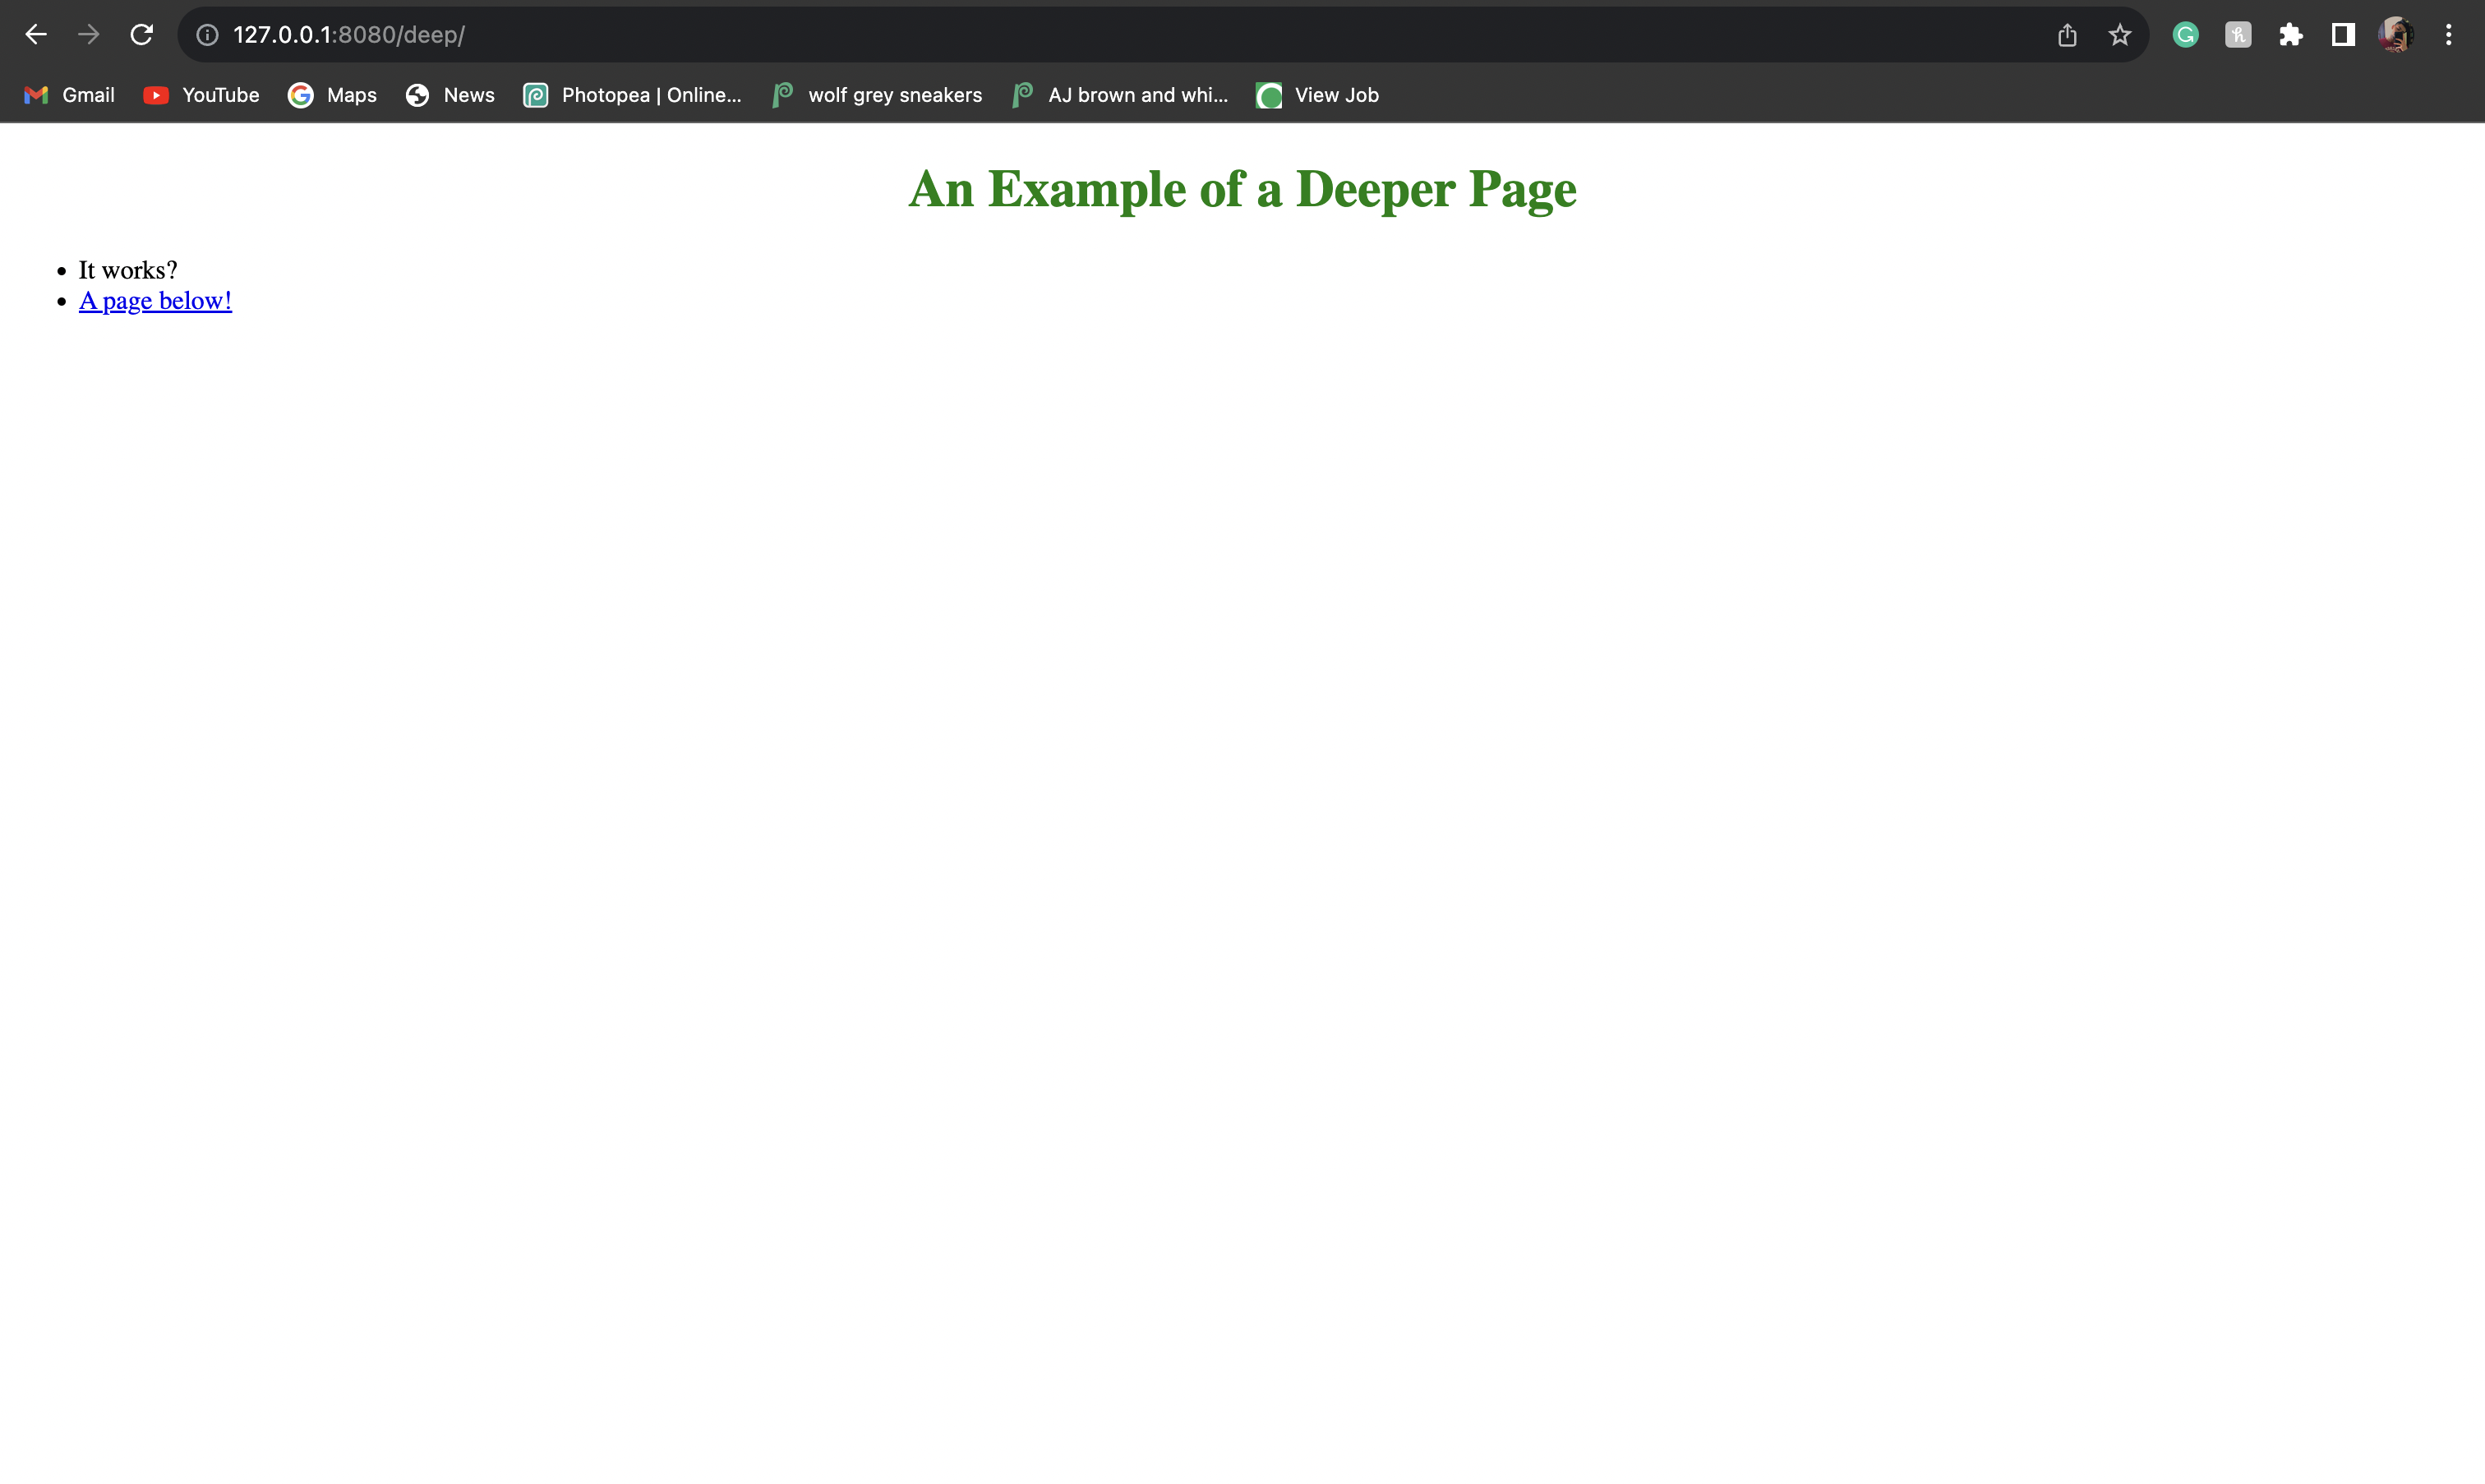 127.0.0.1:8080/deep/
Gmail YouTube Maps News Photopea | Online... wolf grey sneakers AJ brown and whi... View Job
An Example of a Deeper Page
It works?
A page below!